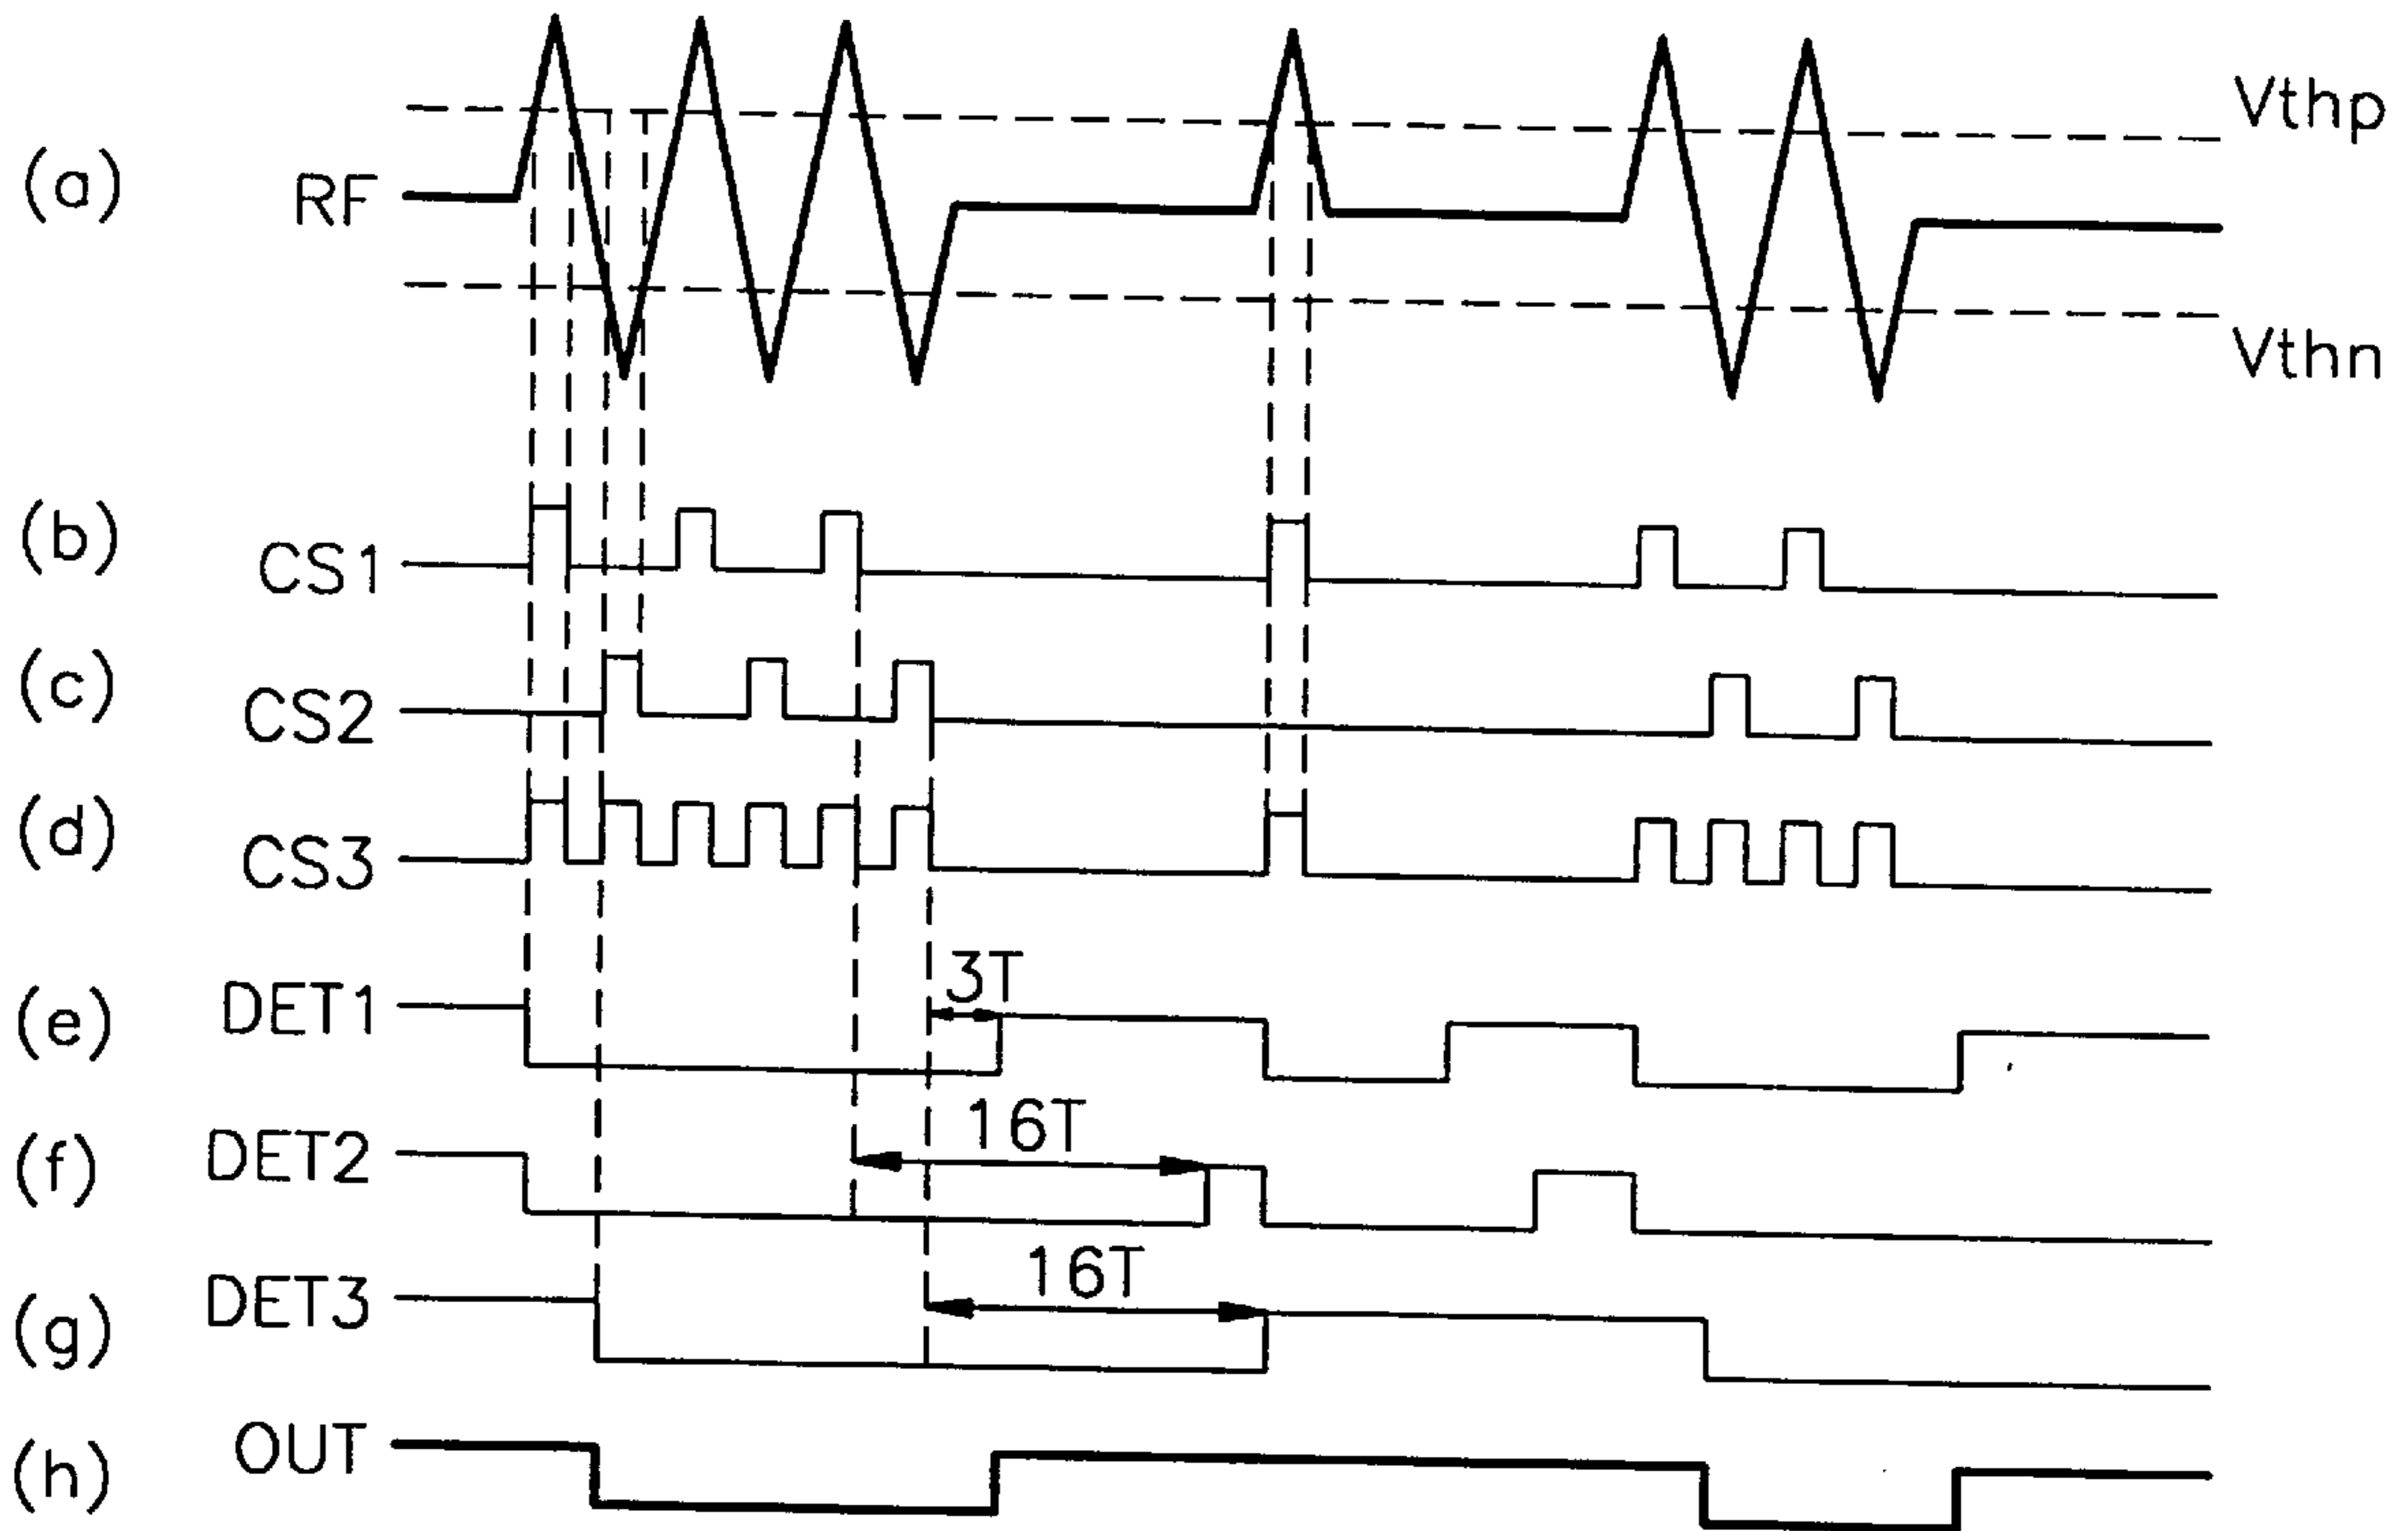 (a) RF Vthp
Vthn
(b) CS1
(c) CS2
(d) CS3
(e) DET1 3T
(f) DET2 16T
(g) DET3 16T
(h) OUT